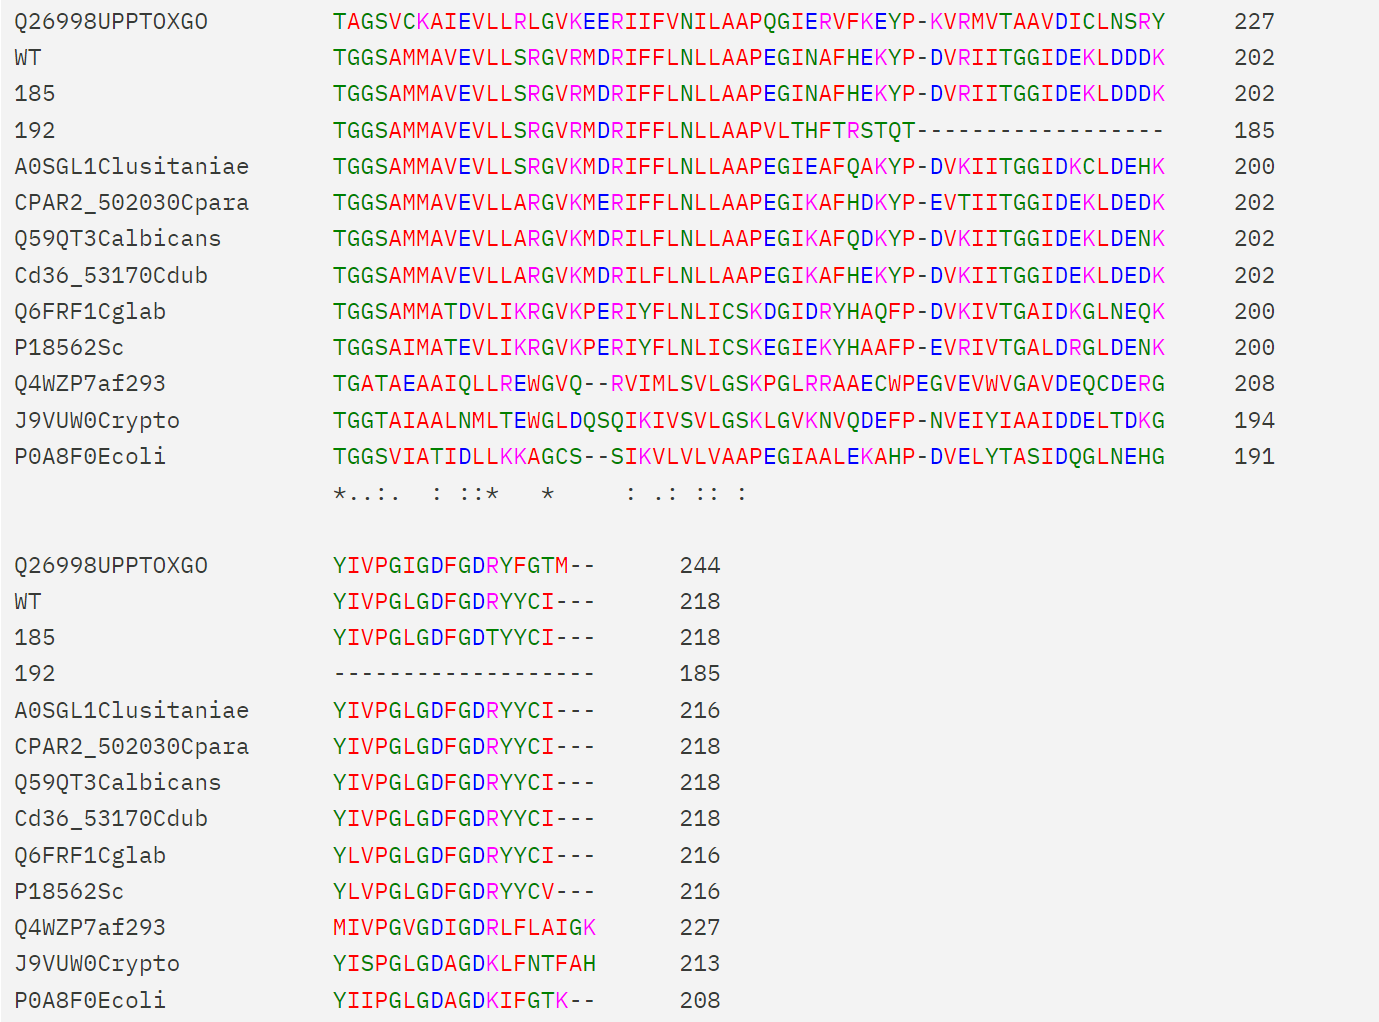 Q26998UPPTOXGO TAGSVCKAIEVLLRLGVKEERIIFVNILAAPQGIERVFKEYP-KVRMVTAAVDICLNSRY 227
WT TGGSAMMAVEVLLSRGVRMDRIFFLNLLAAPEGINAFHEKYP-DVRIITGGIDEKLDDDK 202
185 TGGSAMMAVEVLLSRGVRMDRIFFLNLLAAPEGINAFHEKYP-DVRIITGGIDEKLDDDK 202
192 TGGSAMMAVEVLLSRGVRMDRIFFLNLLAAPVLTHFTRSTQT------------------ 185
A0SGL1Clusitaniae TGGSAMMAVEVLLSRGVKMDRIFFLNLLAAPEGIEAFQAKYP-DVKIITGGIDKCLDEHK 200
CPAR2_502030Cpara TGGSAMMAVEVLLARGVKMERIFFLNLLAAPEGIKAFHDKYP-EVTIITGGIDEKLDEDK 202
Q59QT3Calbicans TGGSAMMAVEVLLARGVKMDRILFLNLLAAPEGIKAFQDKYP-DVKIITGGIDEKLDENK 202
Cd36_53170Cdub TGGSAMMAVEVLLARGVKMDRILFLNLLAAPEGIKAFHEKYP-DVKIITGGIDEKLDEDK 202
Q6FRF1Cglab TGGSAMMATDVLIKRGVKPERIYFLNLICSKDGIDRYHAQFP-DVKIVTGAIDKGLNEQK 200
P18562Sc TGGSAIMATEVLIKRGVKPERIYFLNLICSKEGIEKYHAAFP-EVRIVTGALDRGLDENK 200
Q4WZP7af293 TGATAEAAIQLLREWGVQ--RVIMLSVLGSKPGLRRAAECWPEGVEVWVGAVDEQCDERG 208
J9VUW0Crypto TGGTAIAALNMLTEWGLDQSQIKIVSVLGSKLGVKNVQDEFP-NVEIYIAAIDDELTDKG 194
P0A8F0Ecoli TGGSVIATIDLLKKAGCS--SIKVLVLVAAPEGIAALEKAHP-DVELYTASIDQGLNEHG 191
*..:.  : ::*   *     : .: :: :
Q26998UPPTOXGO YIVPGIGDFGDRYFGTM-- 244
WT YIVPGLGDFGDRYYCI--- 218
185 YIVPGLGDFGDTYYCI--- 218
192 ------------------- 185
A0SGL1Clusitaniae YIVPGLGDFGDRYYCI--- 216
CPAR2_502030Cpara YIVPGLGDFGDRYYCI--- 218
Q59QT3Calbicans YIVPGLGDFGDRYYCI--- 218
Cd36_53170Cdub YIVPGLGDFGDRYYCI--- 218
Q6FRF1Cglab YLVPGLGDFGDRYYCI--- 216
P18562Sc YLVPGLGDFGDRYYCV--- 216
Q4WZP7af293 MIVPGVGDIGDRLFLAIGK 227
J9VUW0Crypto YISPGLGDAGDKLFNTFAH 213
P0A8F0Ecoli YIIPGLGDAGDKIFGTK-- 208